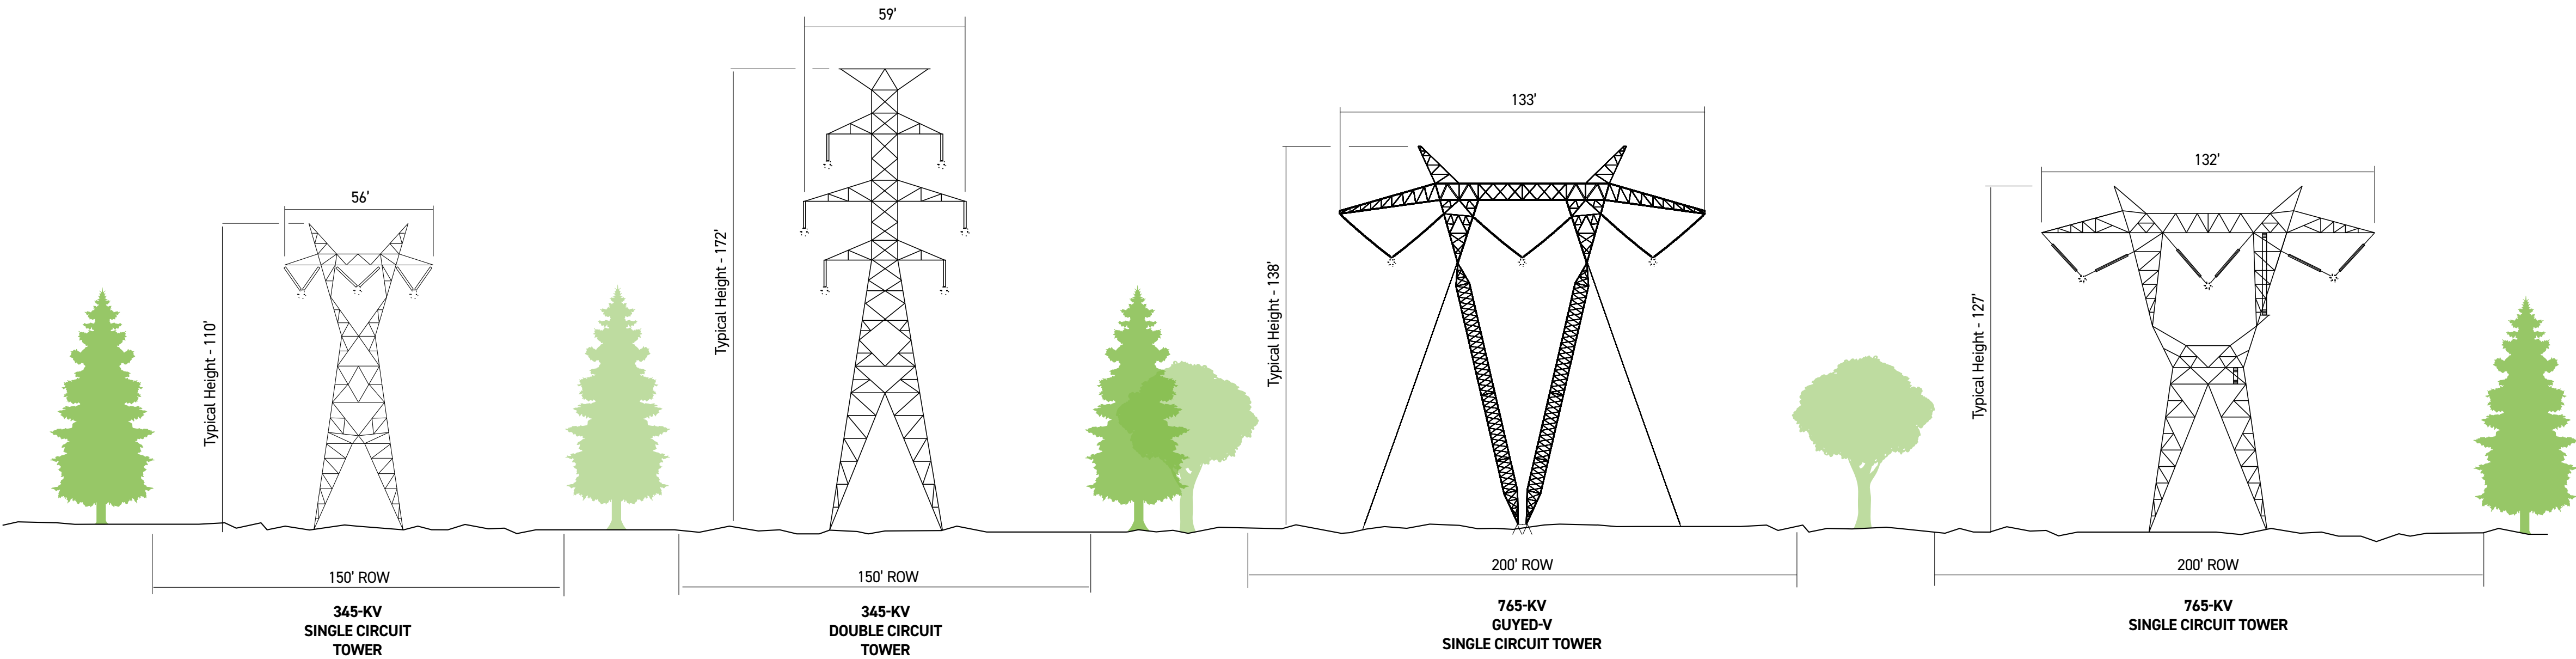 56'
Typical Height - 110'
150' ROW
345-KV
SINGLE CIRCUIT
TOWER
59'
Typical Height - 172'
150' ROW
345-KV
DOUBLE CIRCUIT
TOWER
133'
Typical Height - 138'
200' ROW
765-KV
GUYED-V
SINGLE CIRCUIT TOWER
132'
Typical Height - 127'
200' ROW
765-KV
SINGLE CIRCUIT TOWER